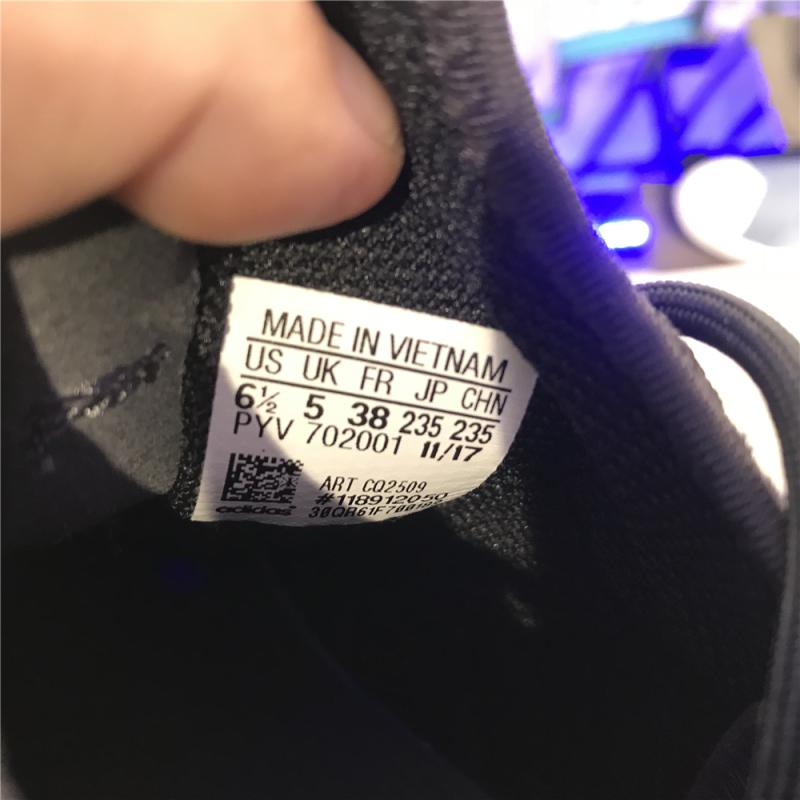 MADE IN VIETNAM
US UK FR JP CHN
6½ 5 38 235 235
PYV 702001 11/17
ART CQ2509
#118912050
adidas